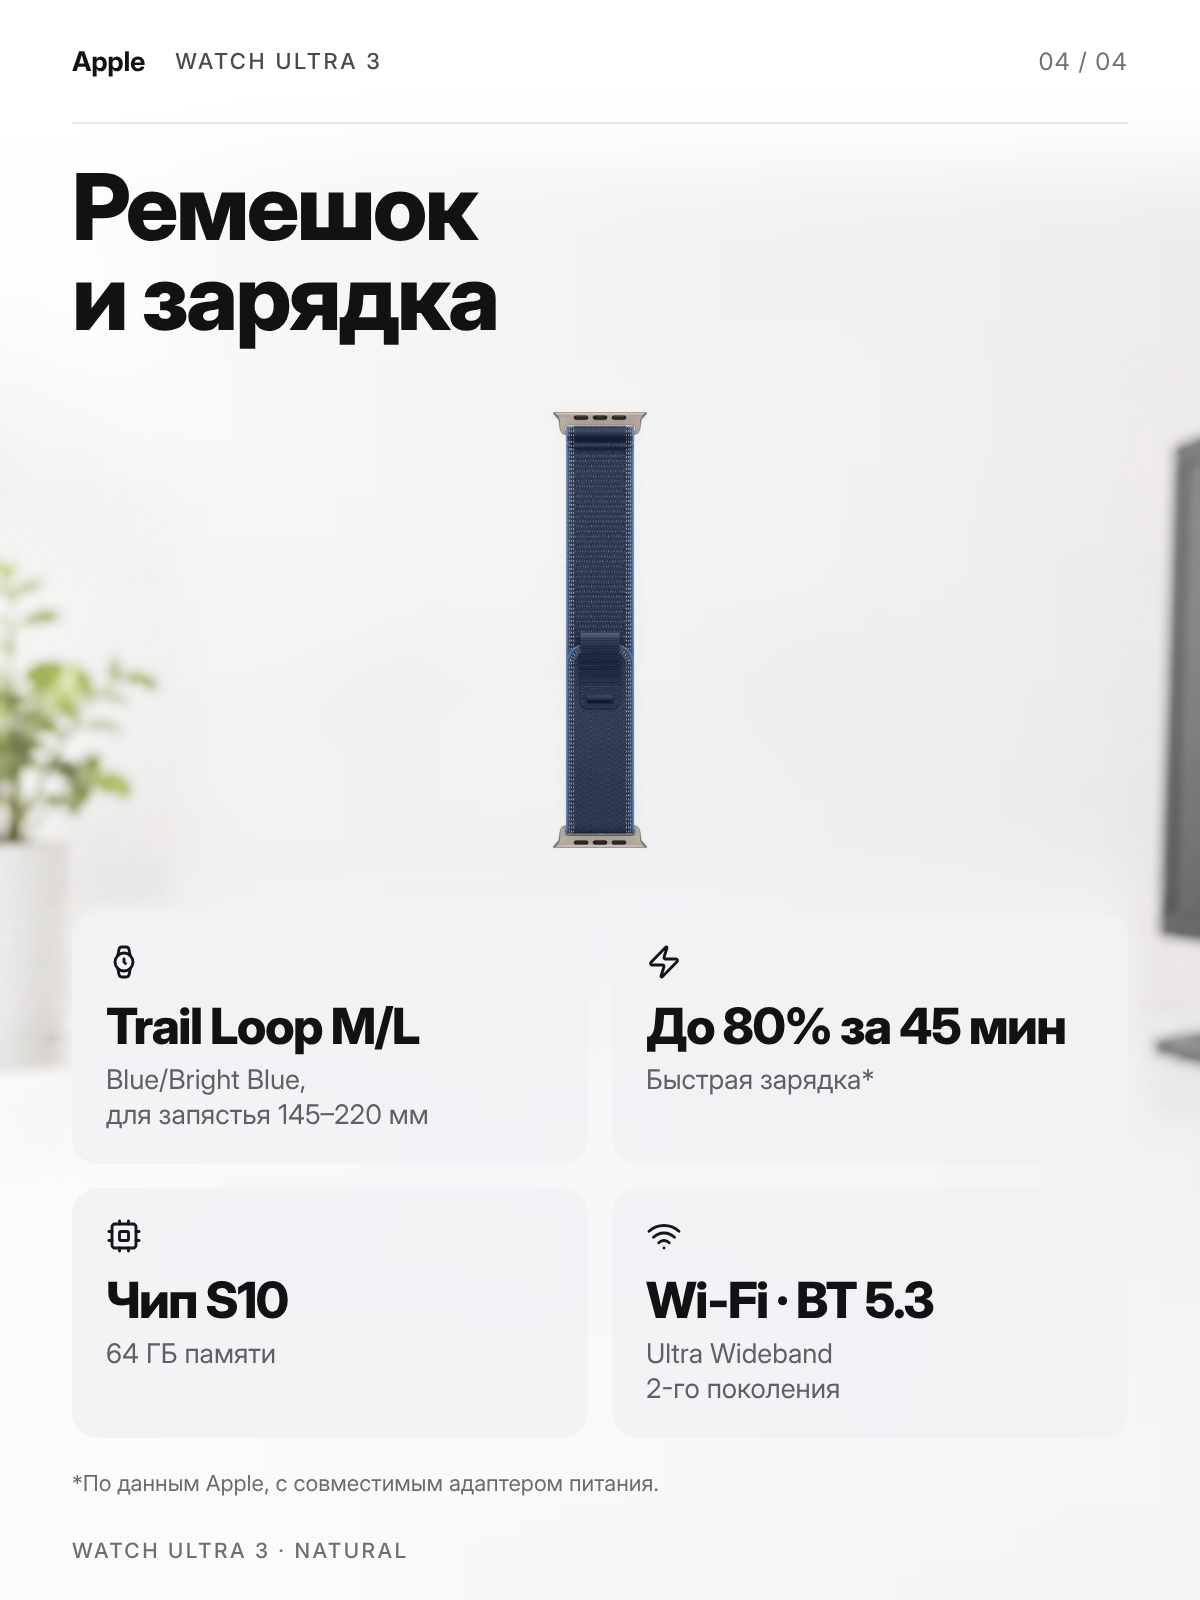 Apple WATCH ULTRA 3 04 / 04
Ремешок
и зарядка
Trail Loop M/L
Blue/Bright Blue,
для запястья 145–220 мм
До 80% за 45 мин
Быстрая зарядка*
Чип S10
64 ГБ памяти
Wi-Fi · BT 5.3
Ultra Wideband
2-го поколения
*По данным Apple, с совместимым адаптером питания.
WATCH ULTRA 3 · NATURAL